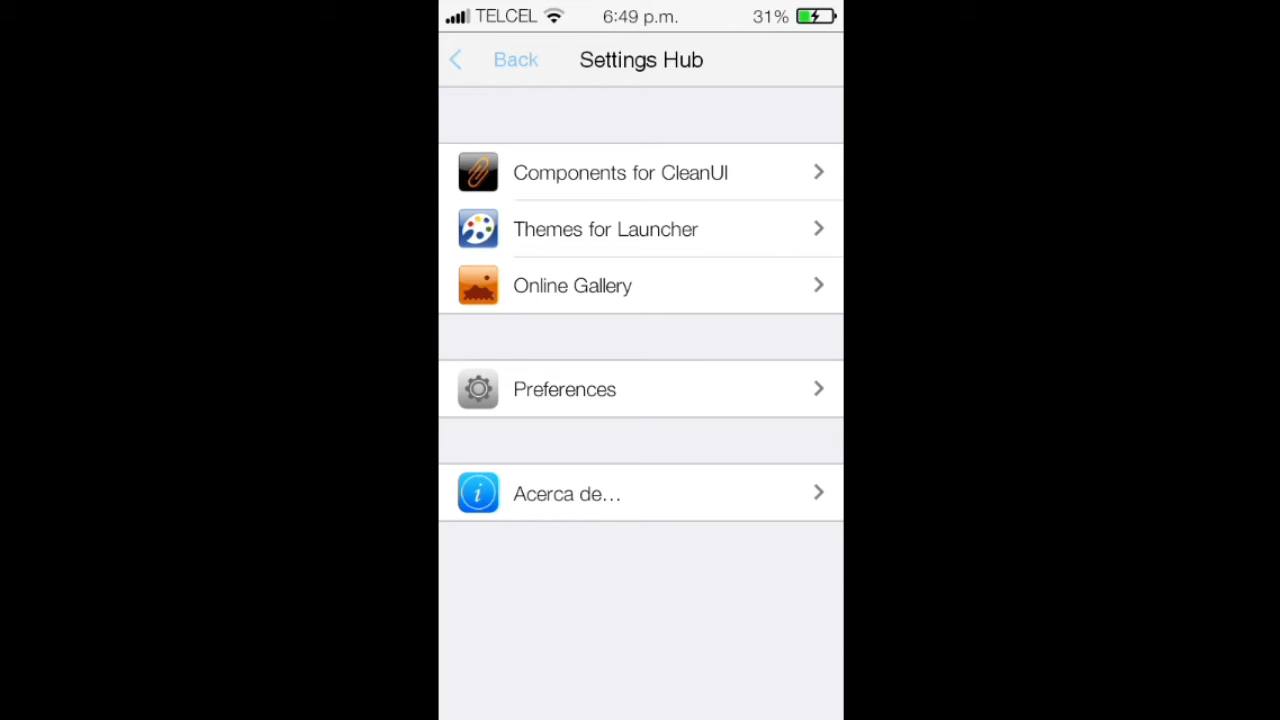 TELCEL 6:49 p.m. 31%
Back Settings Hub
Components for CleanUI
Themes for Launcher
Online Gallery
Preferences
i Acerca de...